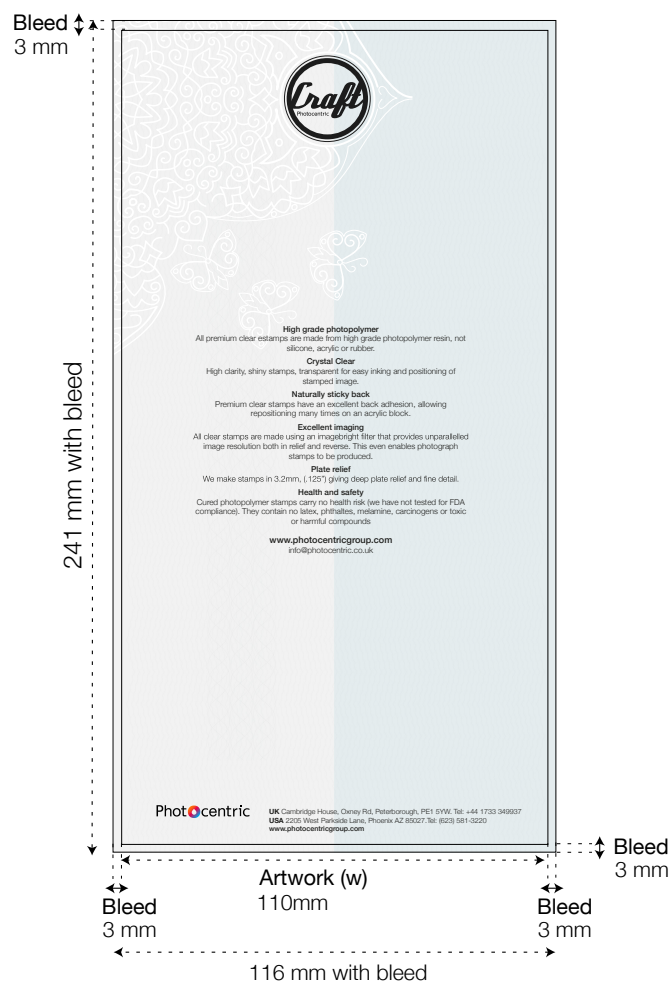 Bleed
3 mm
Craft
Photocentric
High grade photopolymer
All premium clear estamps are made from high grade photopolymer resin, not
silicone, acrylic or rubber.
Crystal Clear
High clarity, shiny stamps, transparent for easy inking and positioning of
stamped image.
Naturally sticky back
Premium clear stamps have an excellent back adhesion, allowing
repositioning many times on an acrylic block.
Excellent imaging
All clear stamps are made using an imagebright filter that provides unparallelled
image resolution both in relief and reverse. This even enables photograph
stamps to be produced.
Plate relief
We make stamps in 3.2mm, (.125") giving deep plate relief and fine detail.
Health and safety
Cured photopolymer stamps carry no health risk (we have not tested for FDA
compliance). They contain no latex, phthaltes, melamine, carcinogens or toxic
or harmful compounds
www.photocentricgroup.com
info@photocentric.co.uk
241 mm with bleed
Photocentric
UK Cambridge House, Oxney Rd, Peterborough, PE1 5YW. Tel: +44 1733 349937
USA 2205 West Parkside Lane, Phoenix AZ 85027.Tel: (623) 581-3220
www.photocentricgroup.com
Bleed
3 mm
Artwork (w)
110mm
Bleed
3 mm
Bleed
3 mm
116 mm with bleed